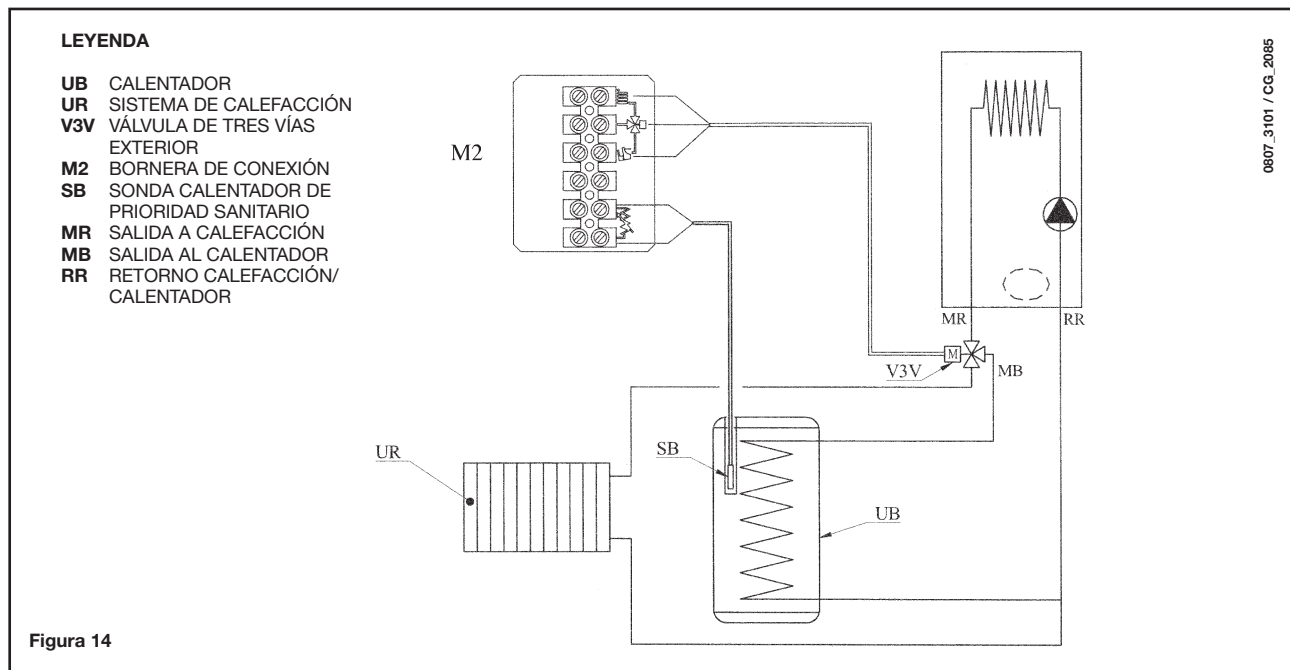 LEYENDA
UB CALENTADOR
UR SISTEMA DE CALEFACCIÓN
V3V VÁLVULA DE TRES VÍAS
EXTERIOR
M2 BORNERA DE CONEXIÓN
SB SONDA CALENTADOR DE
PRIORIDAD SANITARIO
MR SALIDA A CALEFACCIÓN
MB SALIDA AL CALENTADOR
RR RETORNO CALEFACCIÓN/
CALENTADOR
M2
0807_3101 / CG_2085
MR
RR
M
V3V
MB
UR
SB
UB
Figura 14